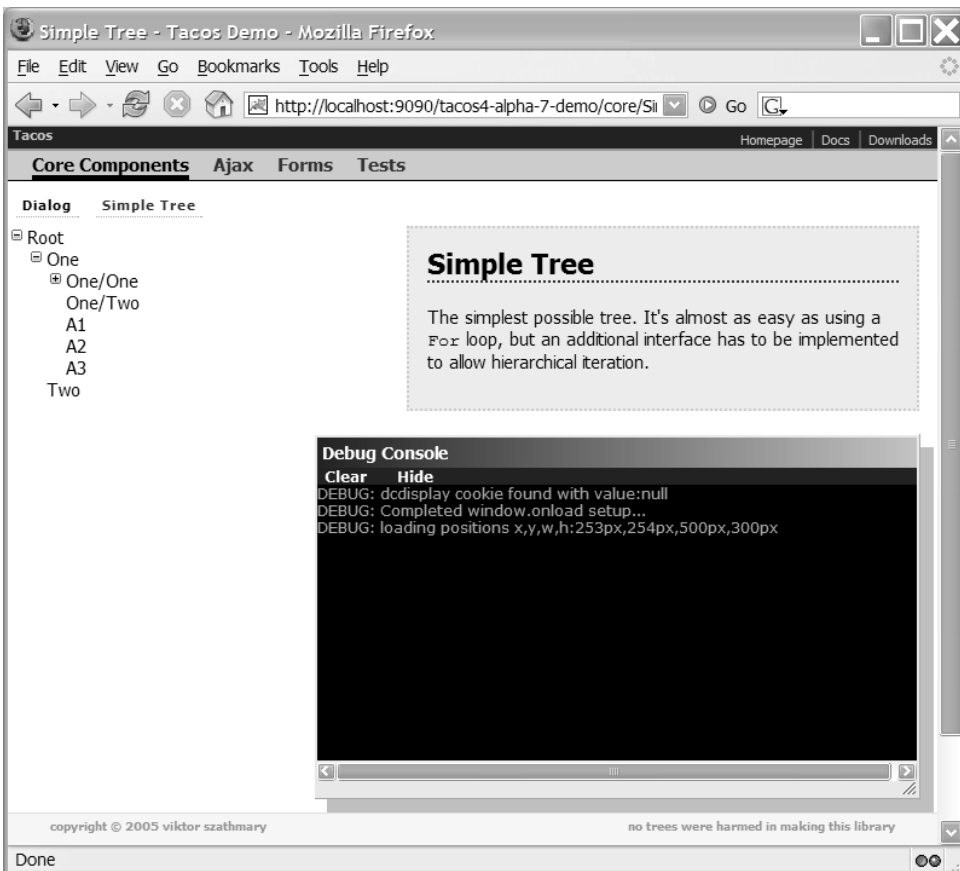 Simple Tree - Tacos Demo - Mozilla Firefox
File Edit View Go Bookmarks Tools Help
http://localhost:9090/tacos4-alpha-7-demo/core/Sii Go G
Tacos
Homepage Docs Downloads
Core Components Ajax Forms Tests
Dialog Simple Tree
Root
One
One/One
One/Two
A1
A2
A3
Two
Simple Tree
The simplest possible tree. It's almost as easy as using a
For loop, but an additional interface has to be implemented
to allow hierarchical iteration.
Debug Console
Clear Hide
DEBUG: dcdisplay cookie found with value:null
DEBUG: Completed window.onload setup...
DEBUG: loading positions x,y,w,h:253px,254px,500px,300px
copyright © 2005 viktor szathmary
no trees were harmed in making this library
Done